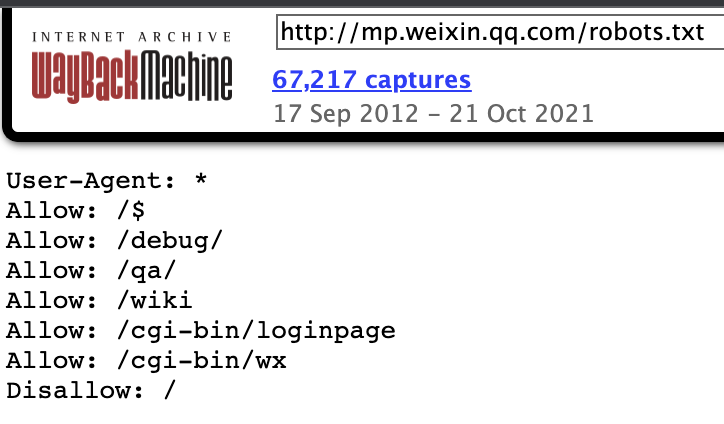 INTERNET ARCHIVE
WayBackMachine
http://mp.weixin.qq.com/robots.txt
67,217 captures
17 Sep 2012 – 21 Oct 2021
User-Agent: *
Allow: /$
Allow: /debug/
Allow: /qa/
Allow: /wiki
Allow: /cgi-bin/loginpage
Allow: /cgi-bin/wx
Disallow: /